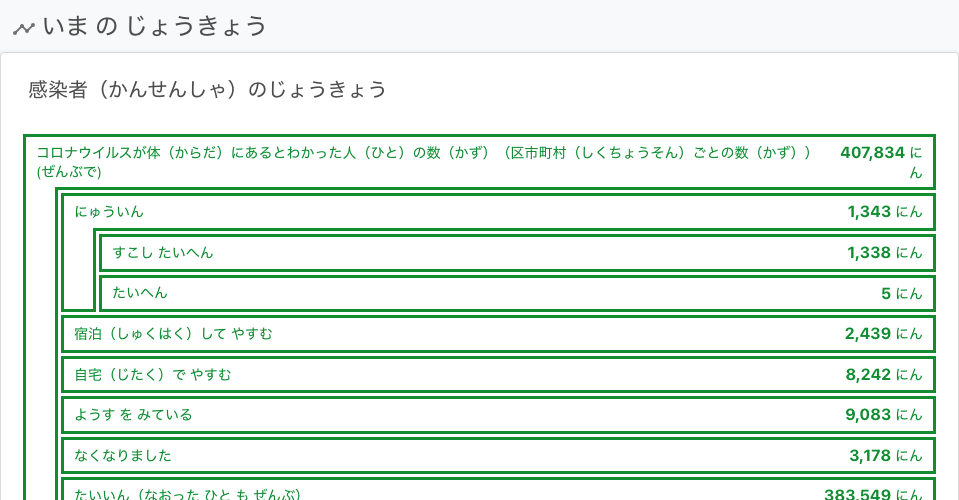 いま の じょうきょう
感染者（かんせんしゃ）のじょうきょう
コロナウイルスが体（からだ）にあるとわかった人（ひと）の数（かず）（区市町村（しくちょうそん）ごとの数（かず）） 407,834 に
(ぜんぶで) ん
にゅういん 1,343 にん
すこし たいへん 1,338 にん
たいへん 5 にん
宿泊（しゅくはく）して やすむ 2,439 にん
自宅（じたく）で やすむ 8,242 にん
ようす を みている 9,083 にん
なくなりました 3,178 にん
たいいん（なおった ひと も ぜんぶ） 383,549 にん